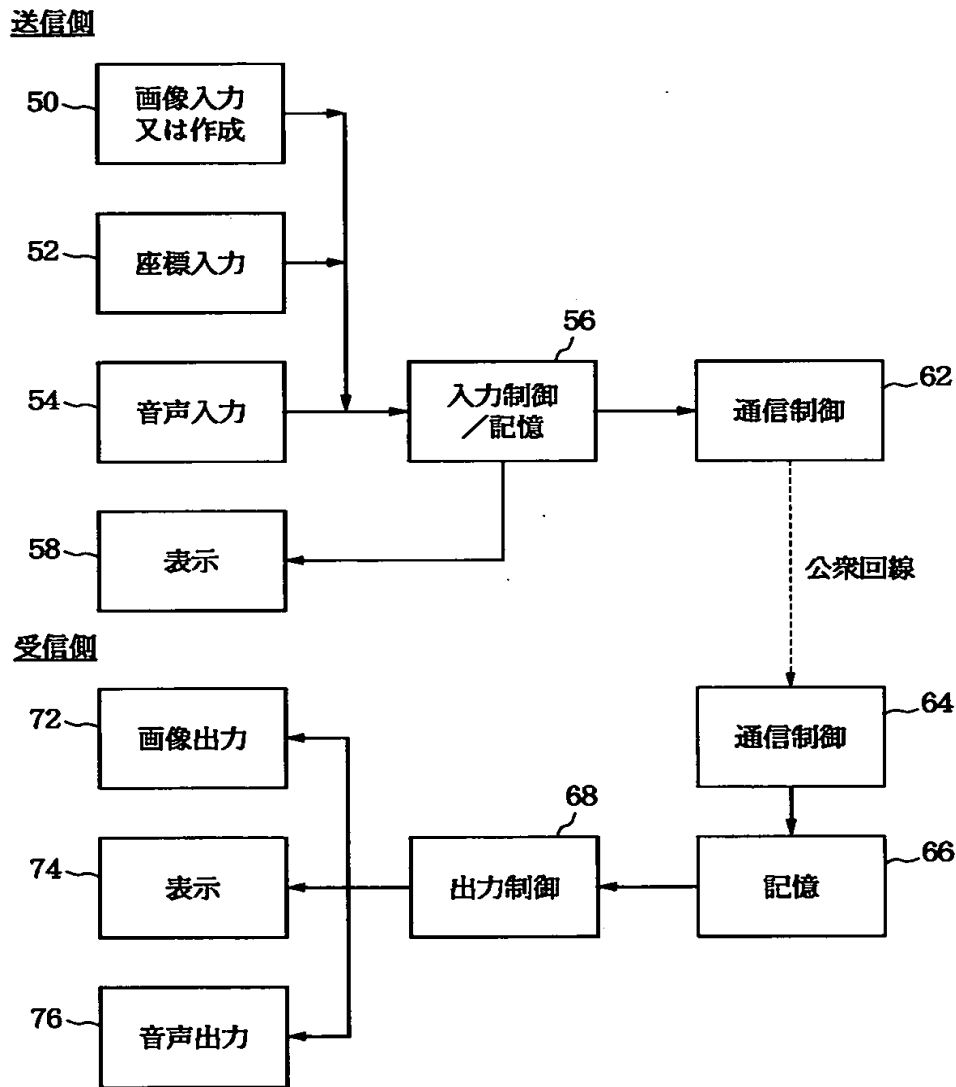 送信側
50
画像入力
又は作成
52
座標入力
54
音声入力
56
入力制御
／記憶
62
通信制御
58
表示
公衆回線
受信側
72
画像出力
64
通信制御
68
74
表示
出力制御
66
記憶
76
音声出力